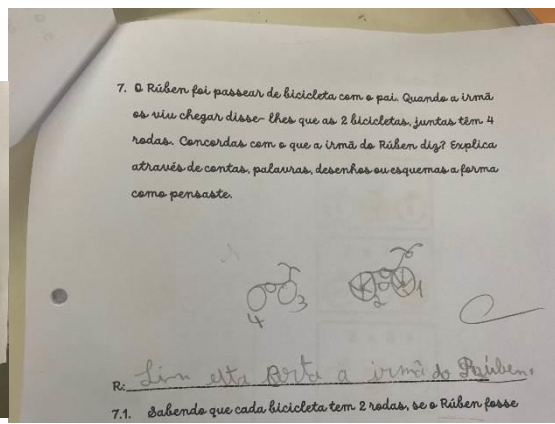 7. O Rúben foi passear de bicicleta com o pai. Quando a irmã
os viu chegar disse-lhes que as 2 bicicletas, juntas têm 4
rodas. Concordas com o que a irmã do Rúben diz? Explica
através de contas, palavras, desenhos ou esquemas a forma
como pensaste.
4 3 2 1
R: Sim esta serta a irmã do Rúben.
7.1. Sabendo que cada bicicleta tem 2 rodas, se o Rúben fosse